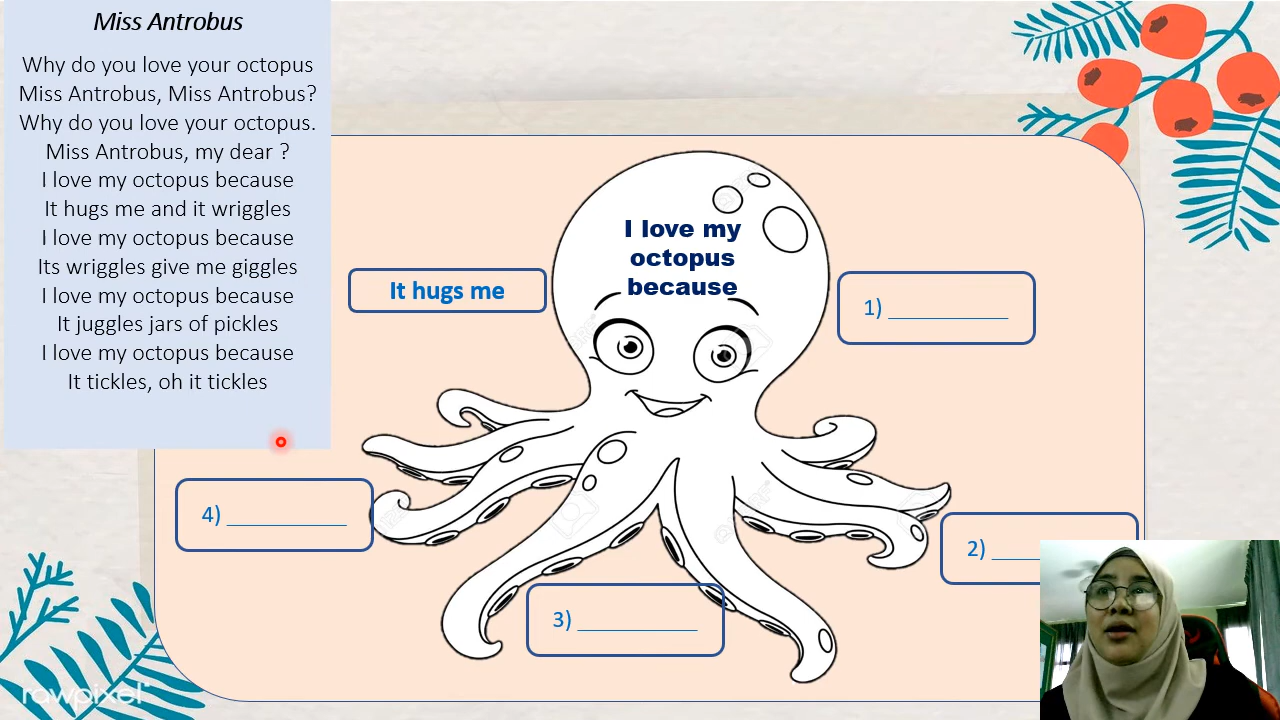 Miss Antrobus
Why do you love your octopus
Miss Antrobus, Miss Antrobus?
Why do you love your octopus.
Miss Antrobus, my dear ?
I love my octopus because
It hugs me and it wriggles
I love my octopus because
Its wriggles give me giggles
I love my octopus because
It juggles jars of pickles
I love my octopus because
It tickles, oh it tickles
I love my
octopus
because
It hugs me
1) ___________
4) ___________
2) ____
3) ___________
rawpixel